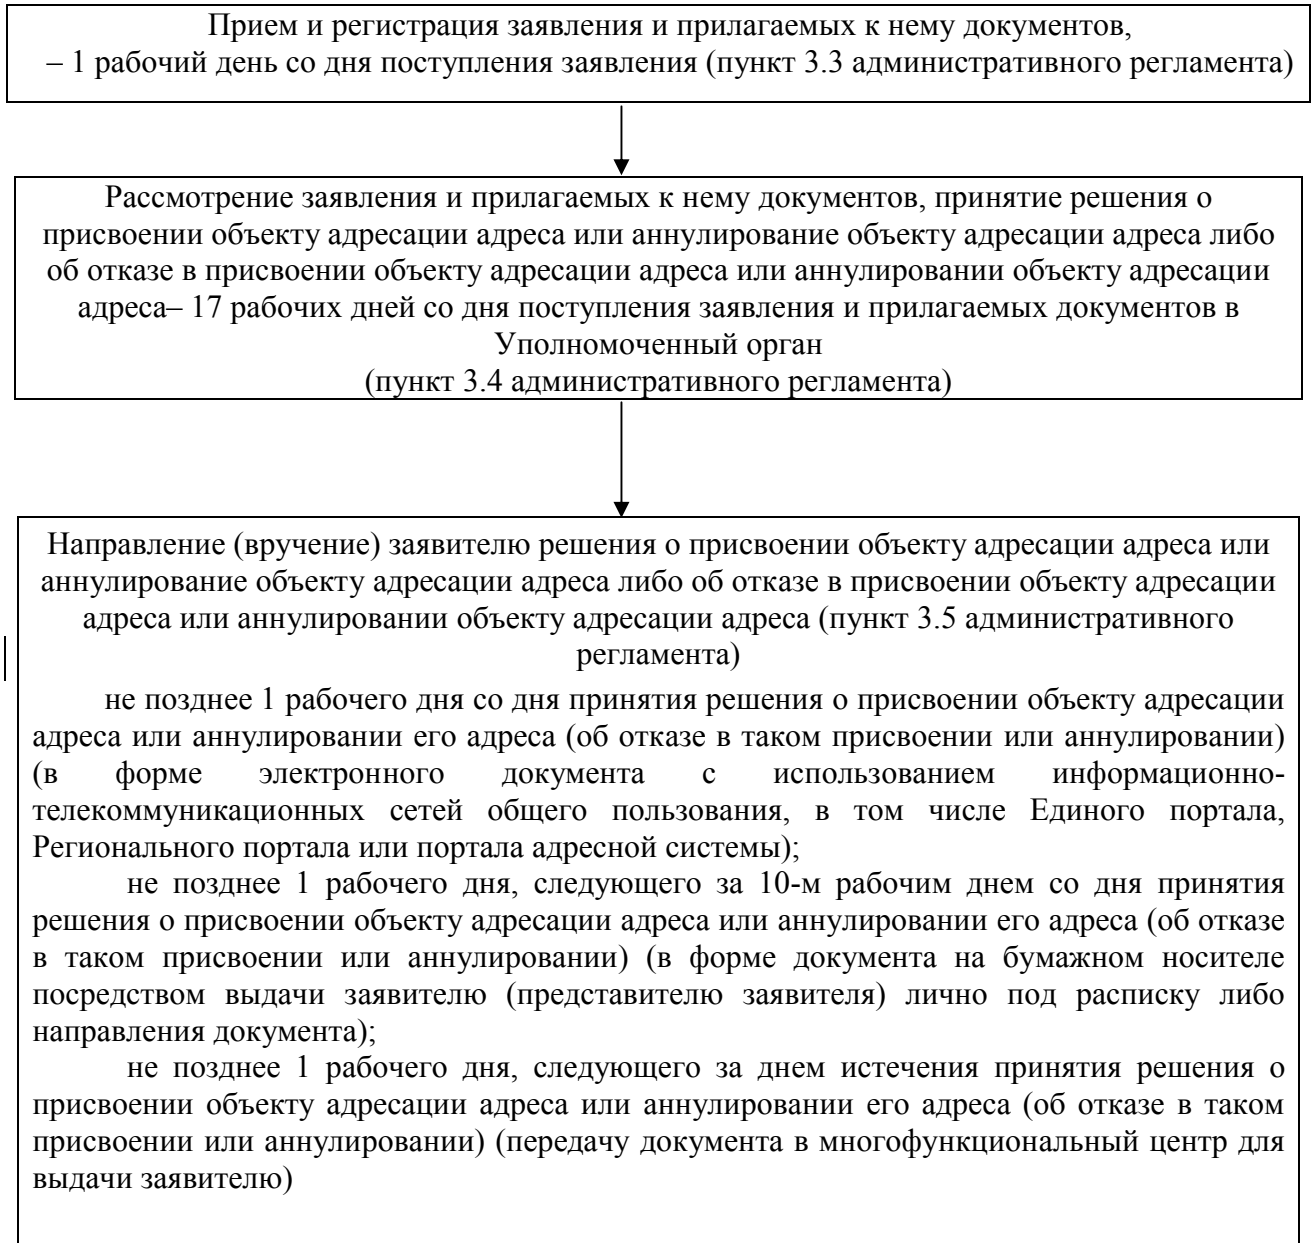 Прием и регистрация заявления и прилагаемых к нему документов,
– 1 рабочий день со дня поступления заявления (пункт 3.3 административного регламента)
Рассмотрение заявления и прилагаемых к нему документов, принятие решения о
присвоении объекту адресации адреса или аннулирование объекту адресации адреса либо
об отказе в присвоении объекту адресации адреса или аннулировании объекту адресации
адреса– 17 рабочих дней со дня поступления заявления и прилагаемых документов в
Уполномоченный орган
(пункт 3.4 административного регламента)
Направление (вручение) заявителю решения о присвоении объекту адресации адреса или
аннулирование объекту адресации адреса либо об отказе в присвоении объекту адресации
адреса или аннулировании объекту адресации адреса (пункт 3.5 административного
регламента)
не позднее 1 рабочего дня со дня принятия решения о присвоении объекту адресации
адреса или аннулировании его адреса (об отказе в таком присвоении или аннулировании)
(в форме электронного документа с использованием информационно-
телекоммуникационных сетей общего пользования, в том числе Единого портала,
Регионального портала или портала адресной системы);
не позднее 1 рабочего дня, следующего за 10-м рабочим днем со дня принятия
решения о присвоении объекту адресации адреса или аннулировании его адреса (об отказе
в таком присвоении или аннулировании) (в форме документа на бумажном носителе
посредством выдачи заявителю (представителю заявителя) лично под расписку либо
направления документа);
не позднее 1 рабочего дня, следующего за днем истечения принятия решения о
присвоении объекту адресации адреса или аннулировании его адреса (об отказе в таком
присвоении или аннулировании) (передачу документа в многофункциональный центр для
выдачи заявителю)